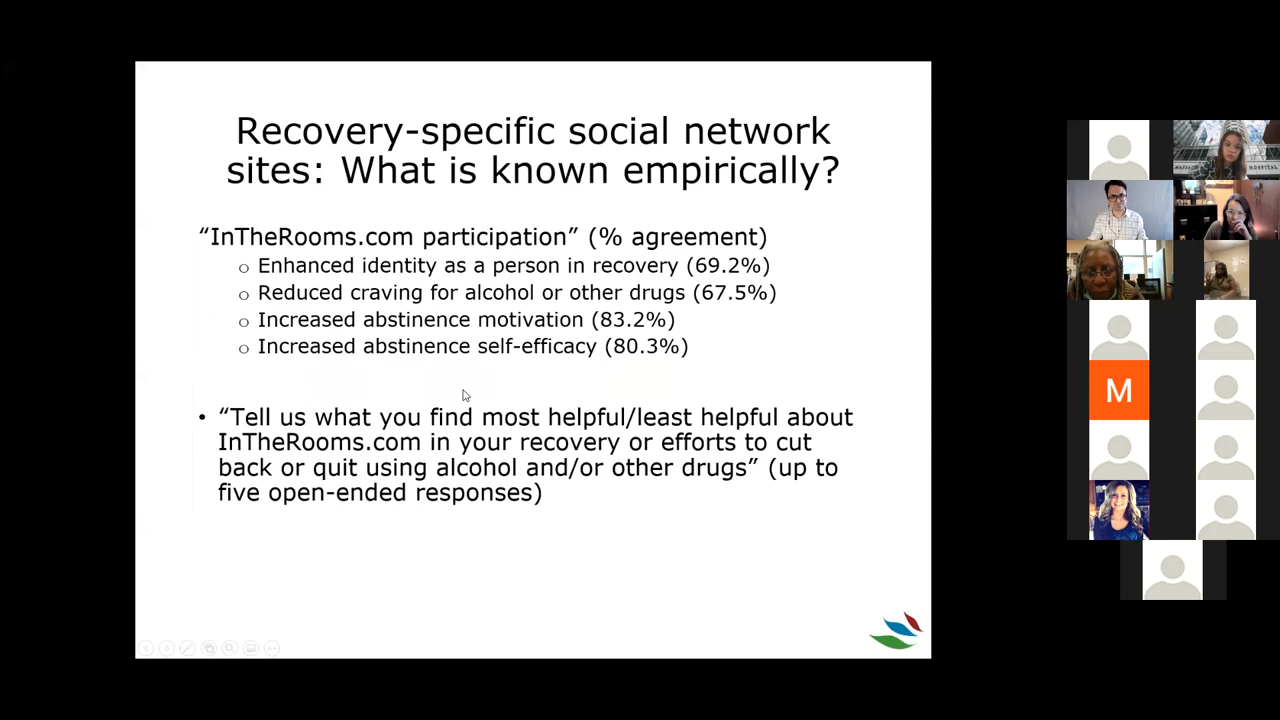 Recovery-specific social network
sites: What is known empirically?
“InTheRooms.com participation” (% agreement)
o Enhanced identity as a person in recovery (69.2%)
o Reduced craving for alcohol or other drugs (67.5%)
o Increased abstinence motivation (83.2%)
o Increased abstinence self-efficacy (80.3%)
• “Tell us what you find most helpful/least helpful about
InTheRooms.com in your recovery or efforts to cut
back or quit using alcohol and/or other drugs” (up to
five open-ended responses)
HOSPITAL
M